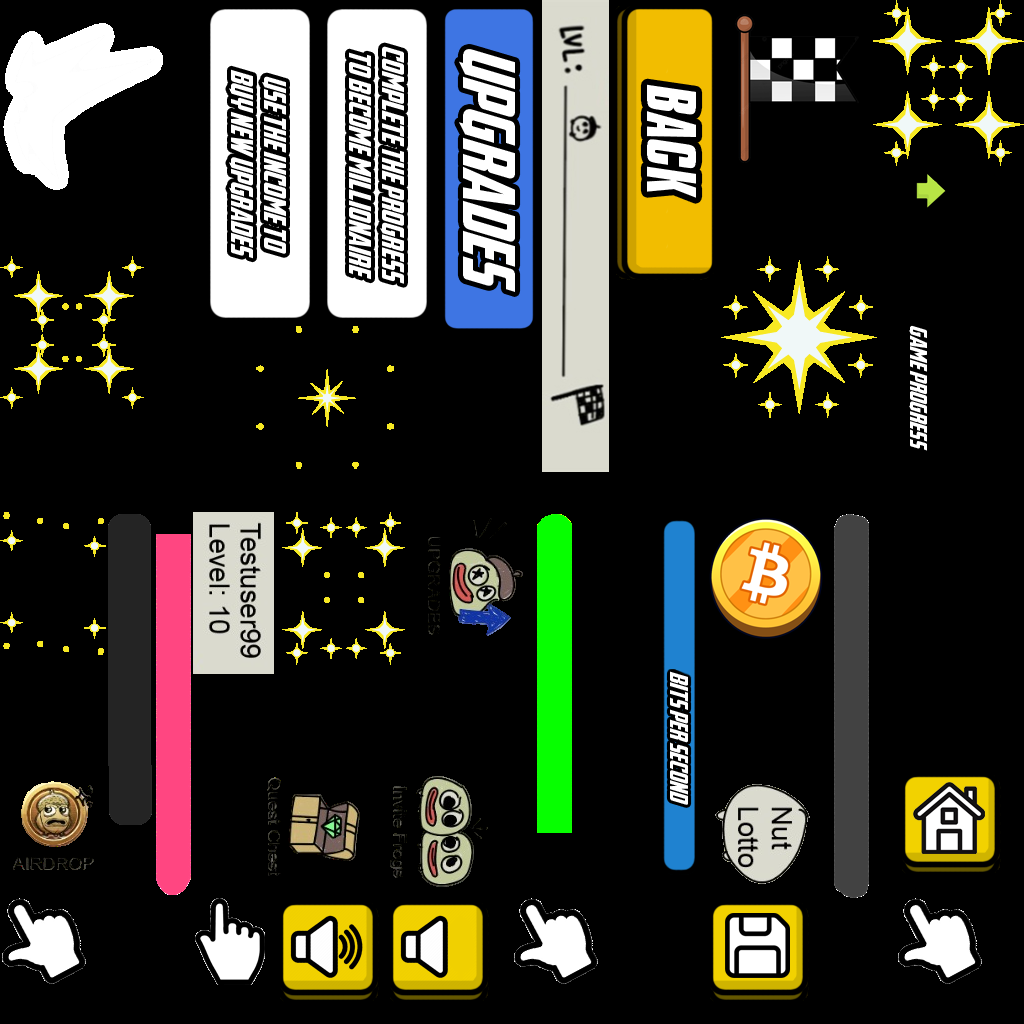 USE THE INCOME TO
BUY NEW UPGRADES
COMPLETE THE PROGRESS
TO BECOME MILLIONAIRE
UPGRADES
LVL:
BACK
GAME PROGRESS
Testuser99
Level: 10
UPGRADES
BITS PER SECOND
AIRDROP
Quest Chest
Invite Frogs
Nut
Lotto